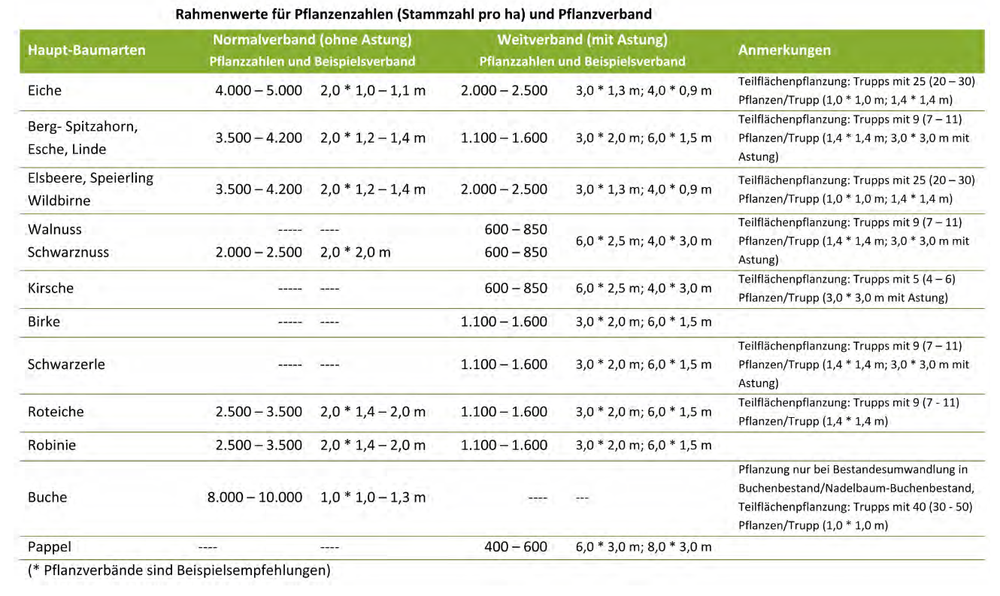 Rahmenwerte für Pflanzenzahlen (Stammzahl pro ha) und Pflanzverband
Haupt-Baumarten
Normalverband (ohne Astung)
Pflanzzahlen und Beispielsverband
Weitverband (mit Astung)
Pflanzzahlen und Beispielsverband
Anmerkungen
Eiche 4.000 – 5.000 2,0 * 1,0 – 1,1 m 2.000 – 2.500 3,0 * 1,3 m; 4,0 * 0,9 m
Teilflächenpflanzung: Trupps mit 25 (20 – 30)
Pflanzen/Trupp (1,0 * 1,0 m; 1,4 * 1,4 m)
Berg- Spitzahorn,
Esche, Linde
3.500 – 4.200 2,0 * 1,2 – 1,4 m 1.100 – 1.600 3,0 * 2,0 m; 6,0 * 1,5 m
Teilflächenpflanzung: Trupps mit 9 (7 – 11)
Pflanzen/Trupp (1,4 * 1,4 m; 3,0 * 3,0 m mit
Astung)
Elsbeere, Speierling
Wildbirne
3.500 – 4.200 2,0 * 1,2 – 1,4 m 2.000 – 2.500 3,0 * 1,3 m; 4,0 * 0,9 m
Teilflächenpflanzung: Trupps mit 25 (20 – 30)
Pflanzen/Trupp (1,0 * 1,0 m; 1,4 * 1,4 m)
Walnuss ----- ---- 600 – 850
Schwarznuss 2.000 – 2.500 2,0 * 2,0 m 600 – 850
6,0 * 2,5 m; 4,0 * 3,0 m
Teilflächenpflanzung: Trupps mit 9 (7 – 11)
Pflanzen/Trupp (1,4 * 1,4 m; 3,0 * 3,0 m mit
Astung)
Kirsche ----- ---- 600 – 850 6,0 * 2,5 m; 4,0 * 3,0 m
Teilflächenpflanzung: Trupps mit 5 (4 – 6)
Pflanzen/Trupp (3,0 * 3,0 m mit Astung)
Birke ----- ---- 1.100 – 1.600 3,0 * 2,0 m; 6,0 * 1,5 m
Schwarzerle ----- ---- 1.100 – 1.600 3,0 * 2,0 m; 6,0 * 1,5 m
Teilflächenpflanzung: Trupps mit 9 (7 – 11)
Pflanzen/Trupp (1,4 * 1,4 m; 3,0 * 3,0 m mit
Astung)
Roteiche 2.500 – 3.500 2,0 * 1,4 – 2,0 m 1.100 – 1.600 3,0 * 2,0 m; 6,0 * 1,5 m
Teilflächenpflanzung: Trupps mit 9 (7 - 11)
Pflanzen/Trupp (1,4 * 1,4 m)
Robinie 2.500 – 3.500 2,0 * 1,4 – 2,0 m 1.100 – 1.600 3,0 * 2,0 m; 6,0 * 1,5 m
Buche 8.000 – 10.000 1,0 * 1,0 – 1,3 m ---- ---
Pflanzung nur bei Bestandesumwandlung in
Buchenbestand/Nadelbaum-Buchenbestand,
Teilflächenpflanzung: Trupps mit 40 (30 - 50)
Pflanzen/Trupp (1,0 * 1,0 m)
Pappel ---- ---- 400 – 600 6,0 * 3,0 m; 8,0 * 3,0 m
(* Pflanzverbände sind Beispielsempfehlungen)